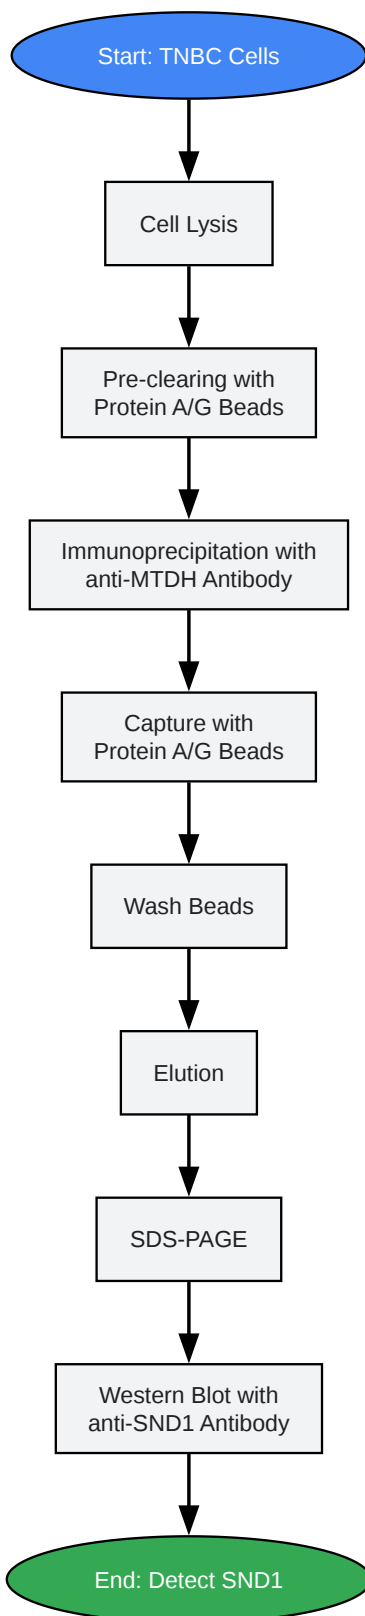 Start: TNBC Cells
Cell Lysis
Pre-clearing with
Protein A/G Beads
Immunoprecipitation with
anti-MTDH Antibody
Capture with
Protein A/G Beads
Wash Beads
Elution
SDS-PAGE
Western Blot with
anti-SND1 Antibody
End: Detect SND1